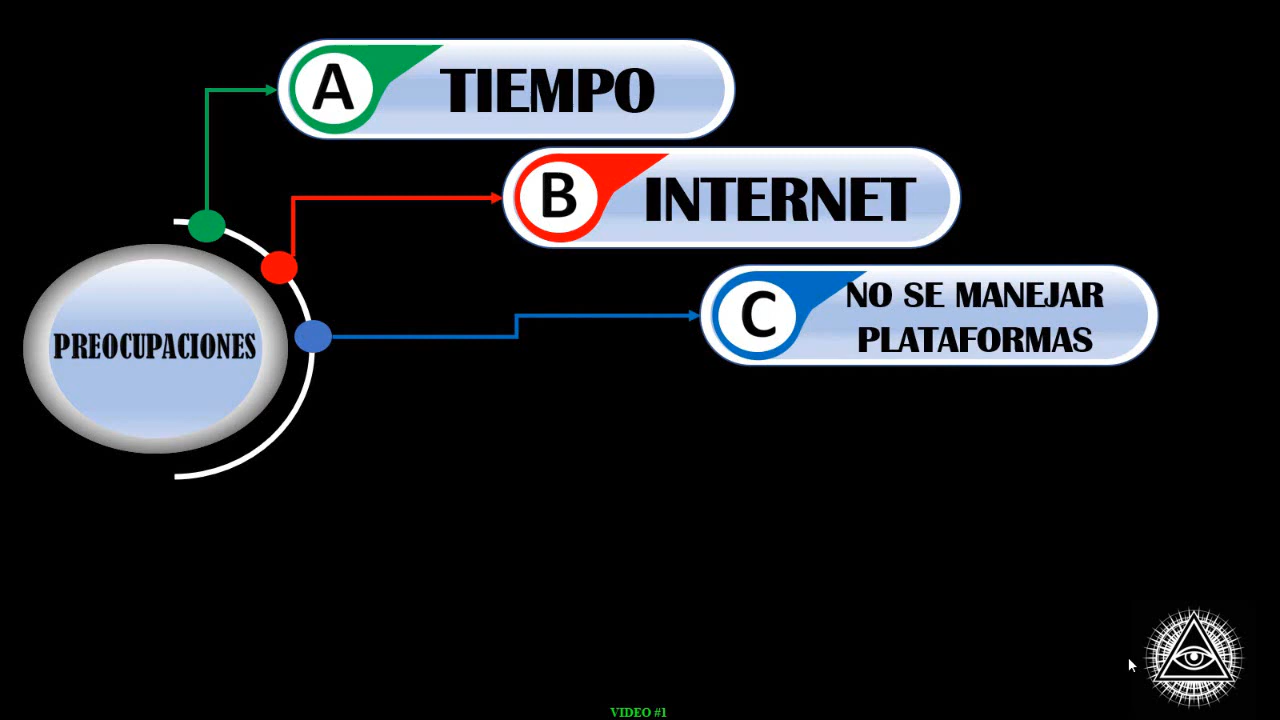 A
TIEMPO
B
INTERNET
C
NO SE MANEJAR
PLATAFORMAS
PREOCUPACIONES
VIDEO #1